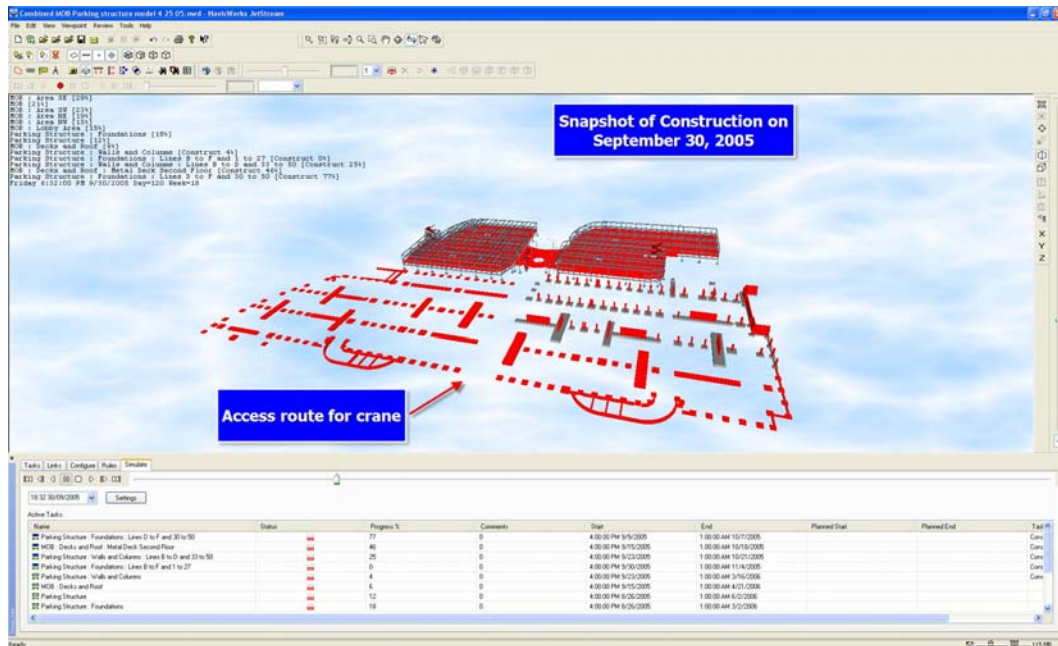 Combined MOB Parking structure model 4 25 05.nwd - NavisWorks JetStream
File Edit View Viewpoint Review Tools Help
1
MOB : Area SE [28%]
MOB [21%]
MOB : Area SW [23%]
MOB : Area NE [19%]
MOB : Area NW [15%]
MOB : Lobby Area [15%]
Parking Structure : Foundations [18%]
Parking Structure [12%]
MOB : Decks and Roof [6%]
Parking Structure : Walls and Columns [Construct 4%]
Parking Structure : Foundations : Lines B to F and 1 to 27 [Construct 0%]
Parking Structure : Walls and Columns : Lines B to D and 33 to 50 [Construct 25%]
MOB : Decks and Roof : Metal Deck Second Floor [Construct 46%]
Parking Structure : Foundations : Lines D to F and 30 to 50 [Construct 77%]
Friday 6:32:00 PM 9/30/2005 Day=120 Week=18
Snapshot of Construction on
September 30, 2005
X
Y
Z
Access route for crane
Tasks Links Configure Rules Simulate
18:32 30/09/2005 Settings
Active Tasks
Name Status Progress % Comments Start End Planned Start Planned End
Parking Structure : Foundations : Lines D to F and 30 to 50 77 0 4:00:00 PM 9/9/2005 1:00:00 AM 10/7/2005 Cons
MOB : Decks and Roof : Metal Deck Second Floor 46 0 4:00:00 PM 9/15/2005 1:00:00 AM 10/18/2005 Cons
Parking Structure : Walls and Columns : Lines B to D and 33 to 50 25 0 4:00:00 PM 9/23/2005 1:00:00 AM 10/21/2005 Cons
Parking Structure : Foundations : Lines B to F and 1 to 27 0 0 4:00:00 PM 9/30/2005 1:00:00 AM 11/4/2005 Cons
Parking Structure : Walls and Columns 4 0 4:00:00 PM 9/23/2005 1:00:00 AM 3/16/2006 Cons
MOB : Decks and Roof 6 0 4:00:00 PM 9/15/2005 1:00:00 AM 4/21/2006
Parking Structure 12 0 4:00:00 PM 8/26/2005 1:00:00 AM 6/2/2006
Parking Structure : Foundations 18 0 4:00:00 PM 8/26/2005 1:00:00 AM 3/2/2006
Ready